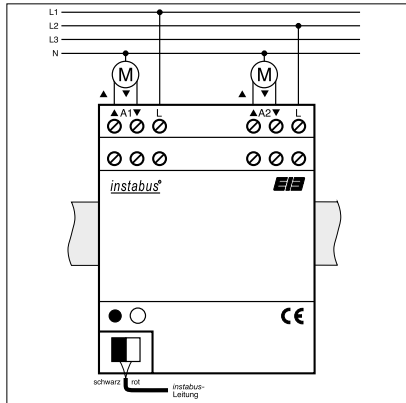 L1
L2
L3
N
M M
▲ ▼ ▲ ▼
▲A1▼ L ▲A2▼ L
instabus® EIB
CE
schwarz rot
instabus-
Leitung